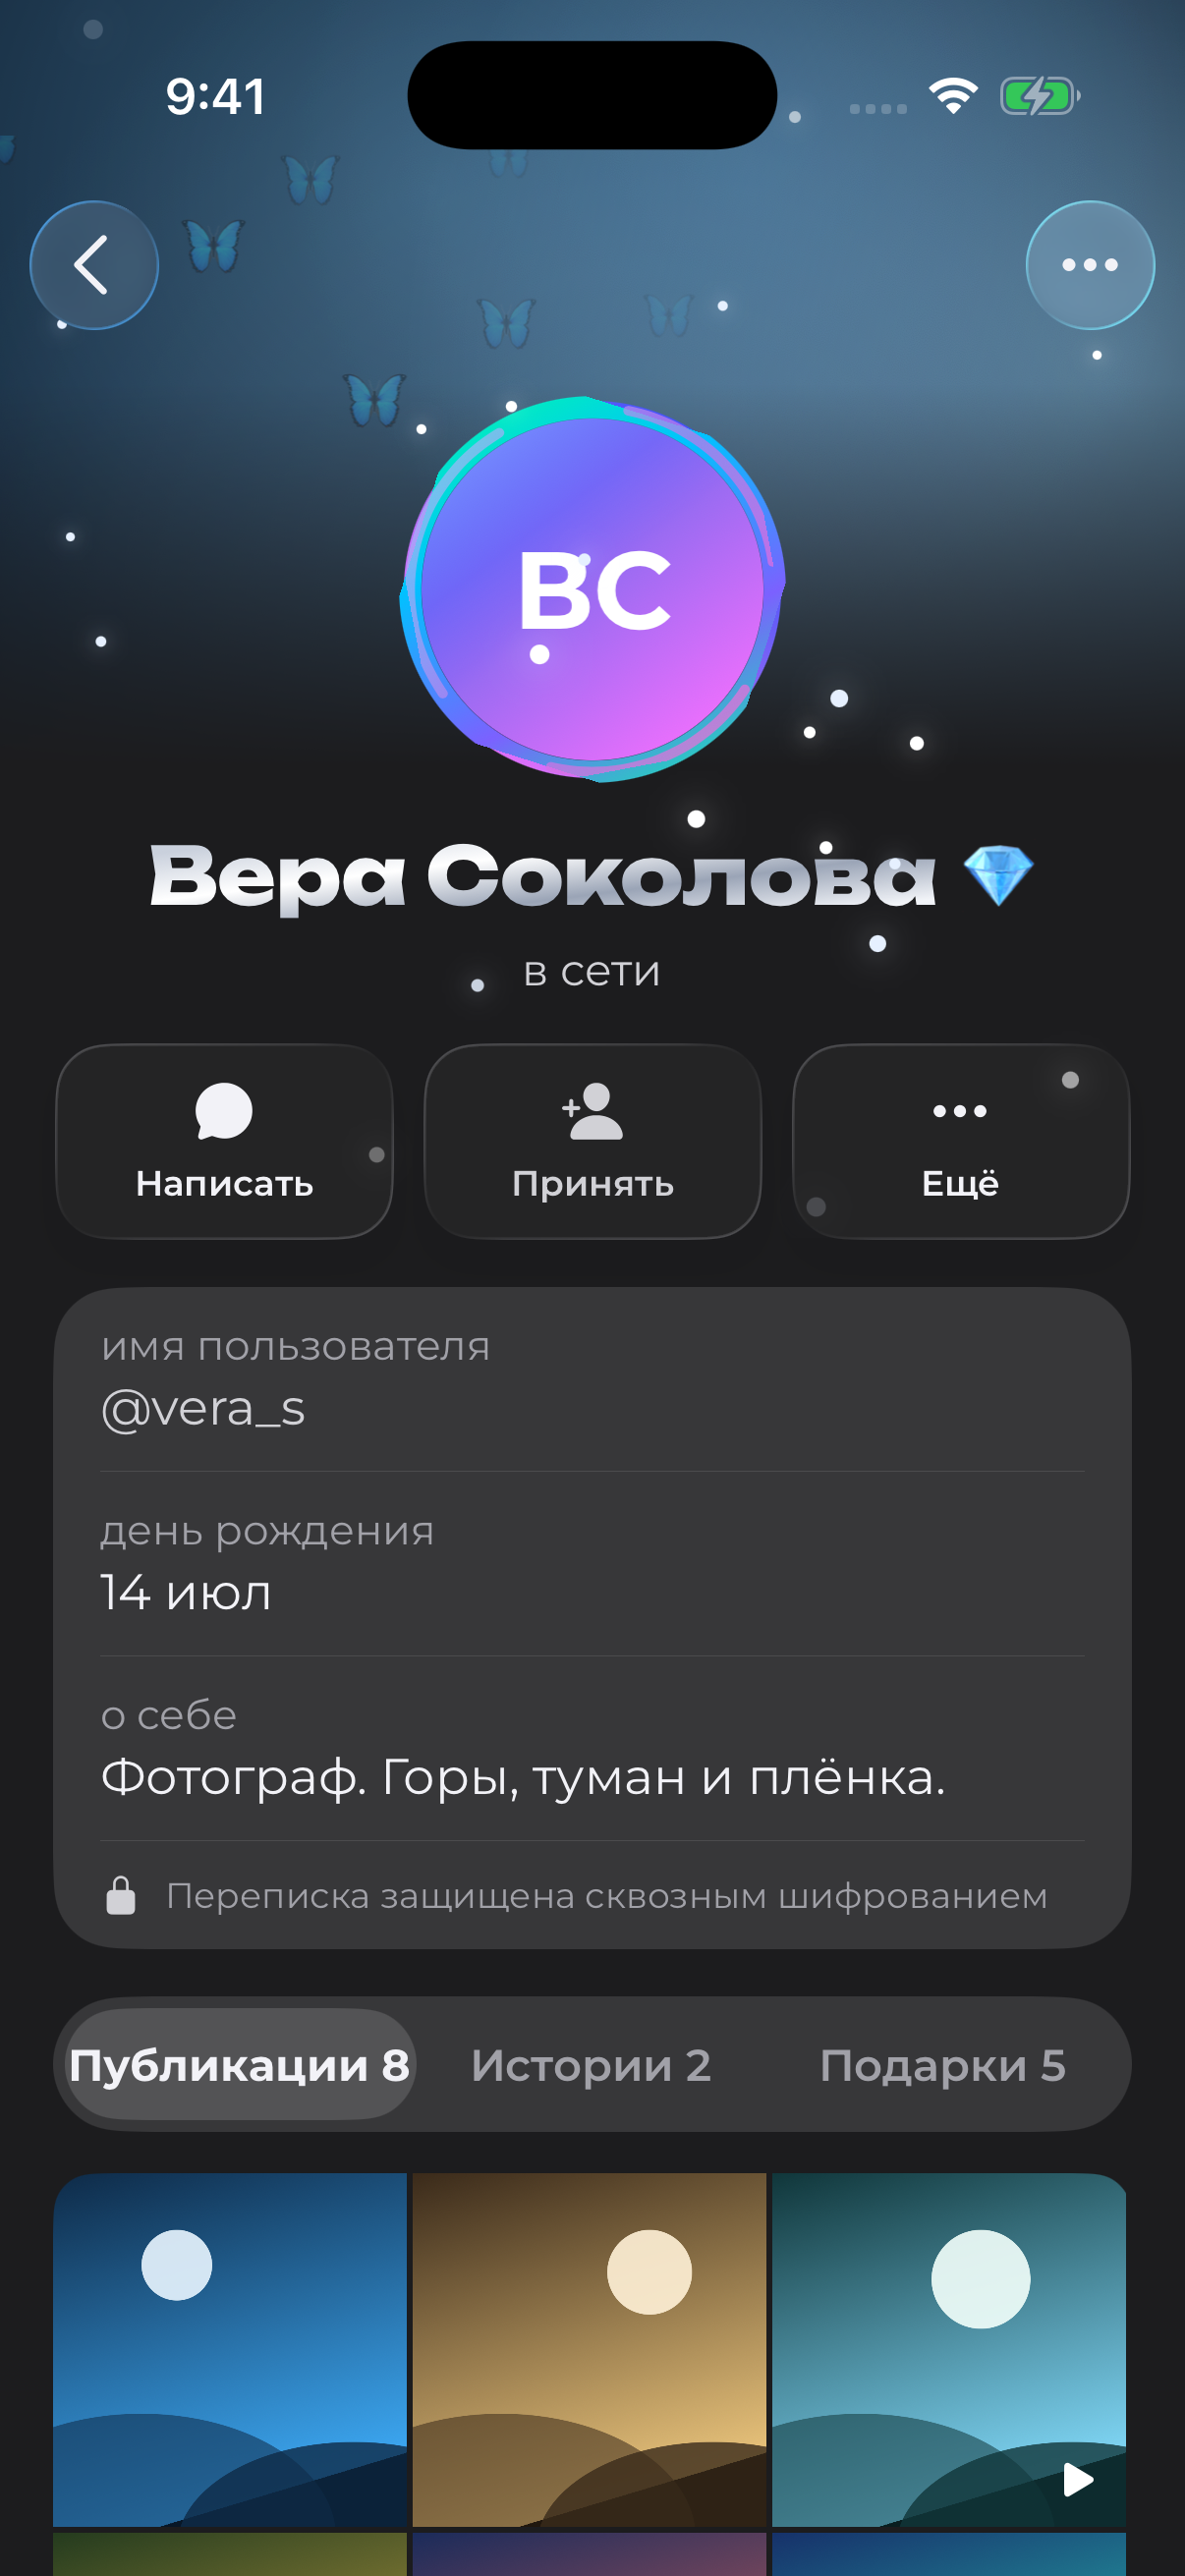 9:41
ВС
Вера Соколова
в сети
Написать
Принять
Ещё
имя пользователя
@vera_s
день рождения
14 июл
о себе
Фотограф. Горы, туман и плёнка.
Переписка защищена сквозным шифрованием
Публикации 8
Истории 2
Подарки 5